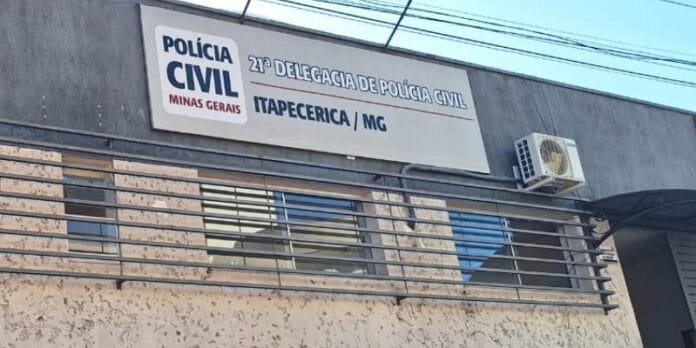 POLÍCIA
CIVIL
MINAS GERAIS
21ª DELEGACIA DE POLÍCIA CIVIL
ITAPECERICA / MG